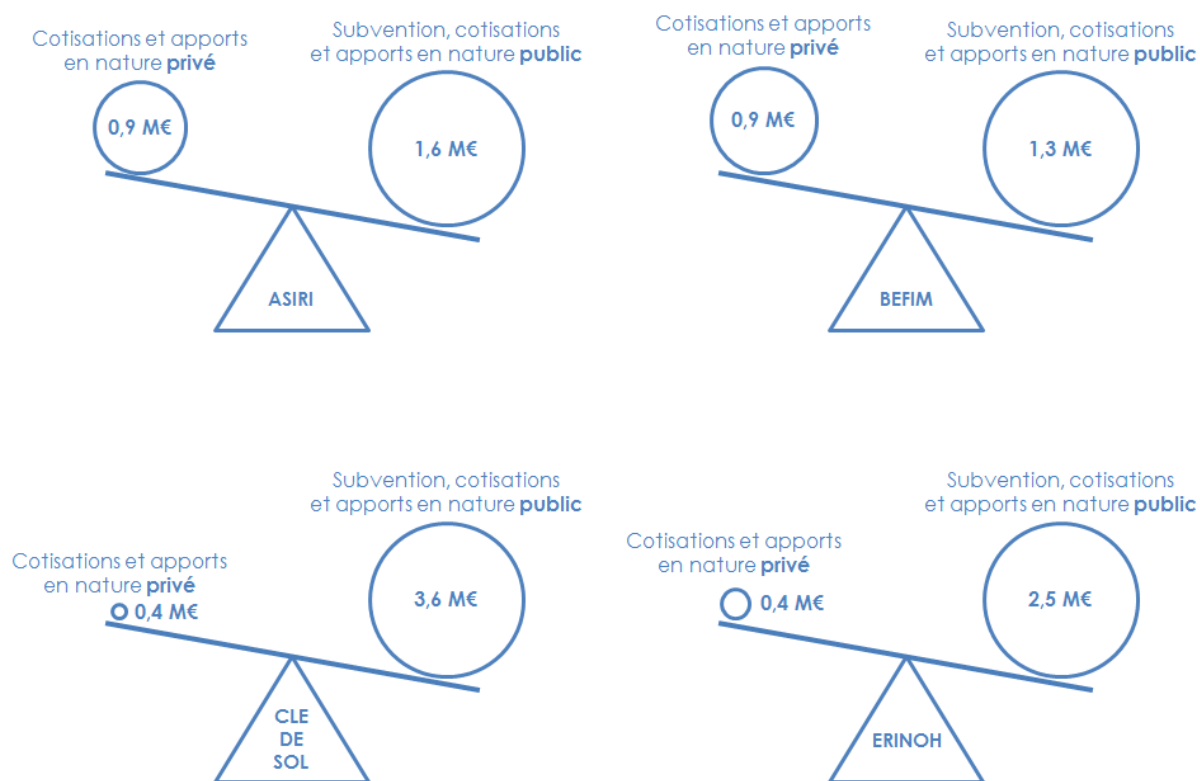 Cotisations et apports
en nature privé
0,9 M€
Subvention, cotisations
et apports en nature public
1,6 M€
ASIRI
Cotisations et apports
en nature privé
0,9 M€
Subvention, cotisations
et apports en nature public
1,3 M€
BEFIM
Cotisations et apports
en nature privé
0,4 M€
Subvention, cotisations
et apports en nature public
3,6 M€
CLE
DE
SOL
Cotisations et apports
en nature privé
0,4 M€
Subvention, cotisations
et apports en nature public
2,5 M€
ERINOH